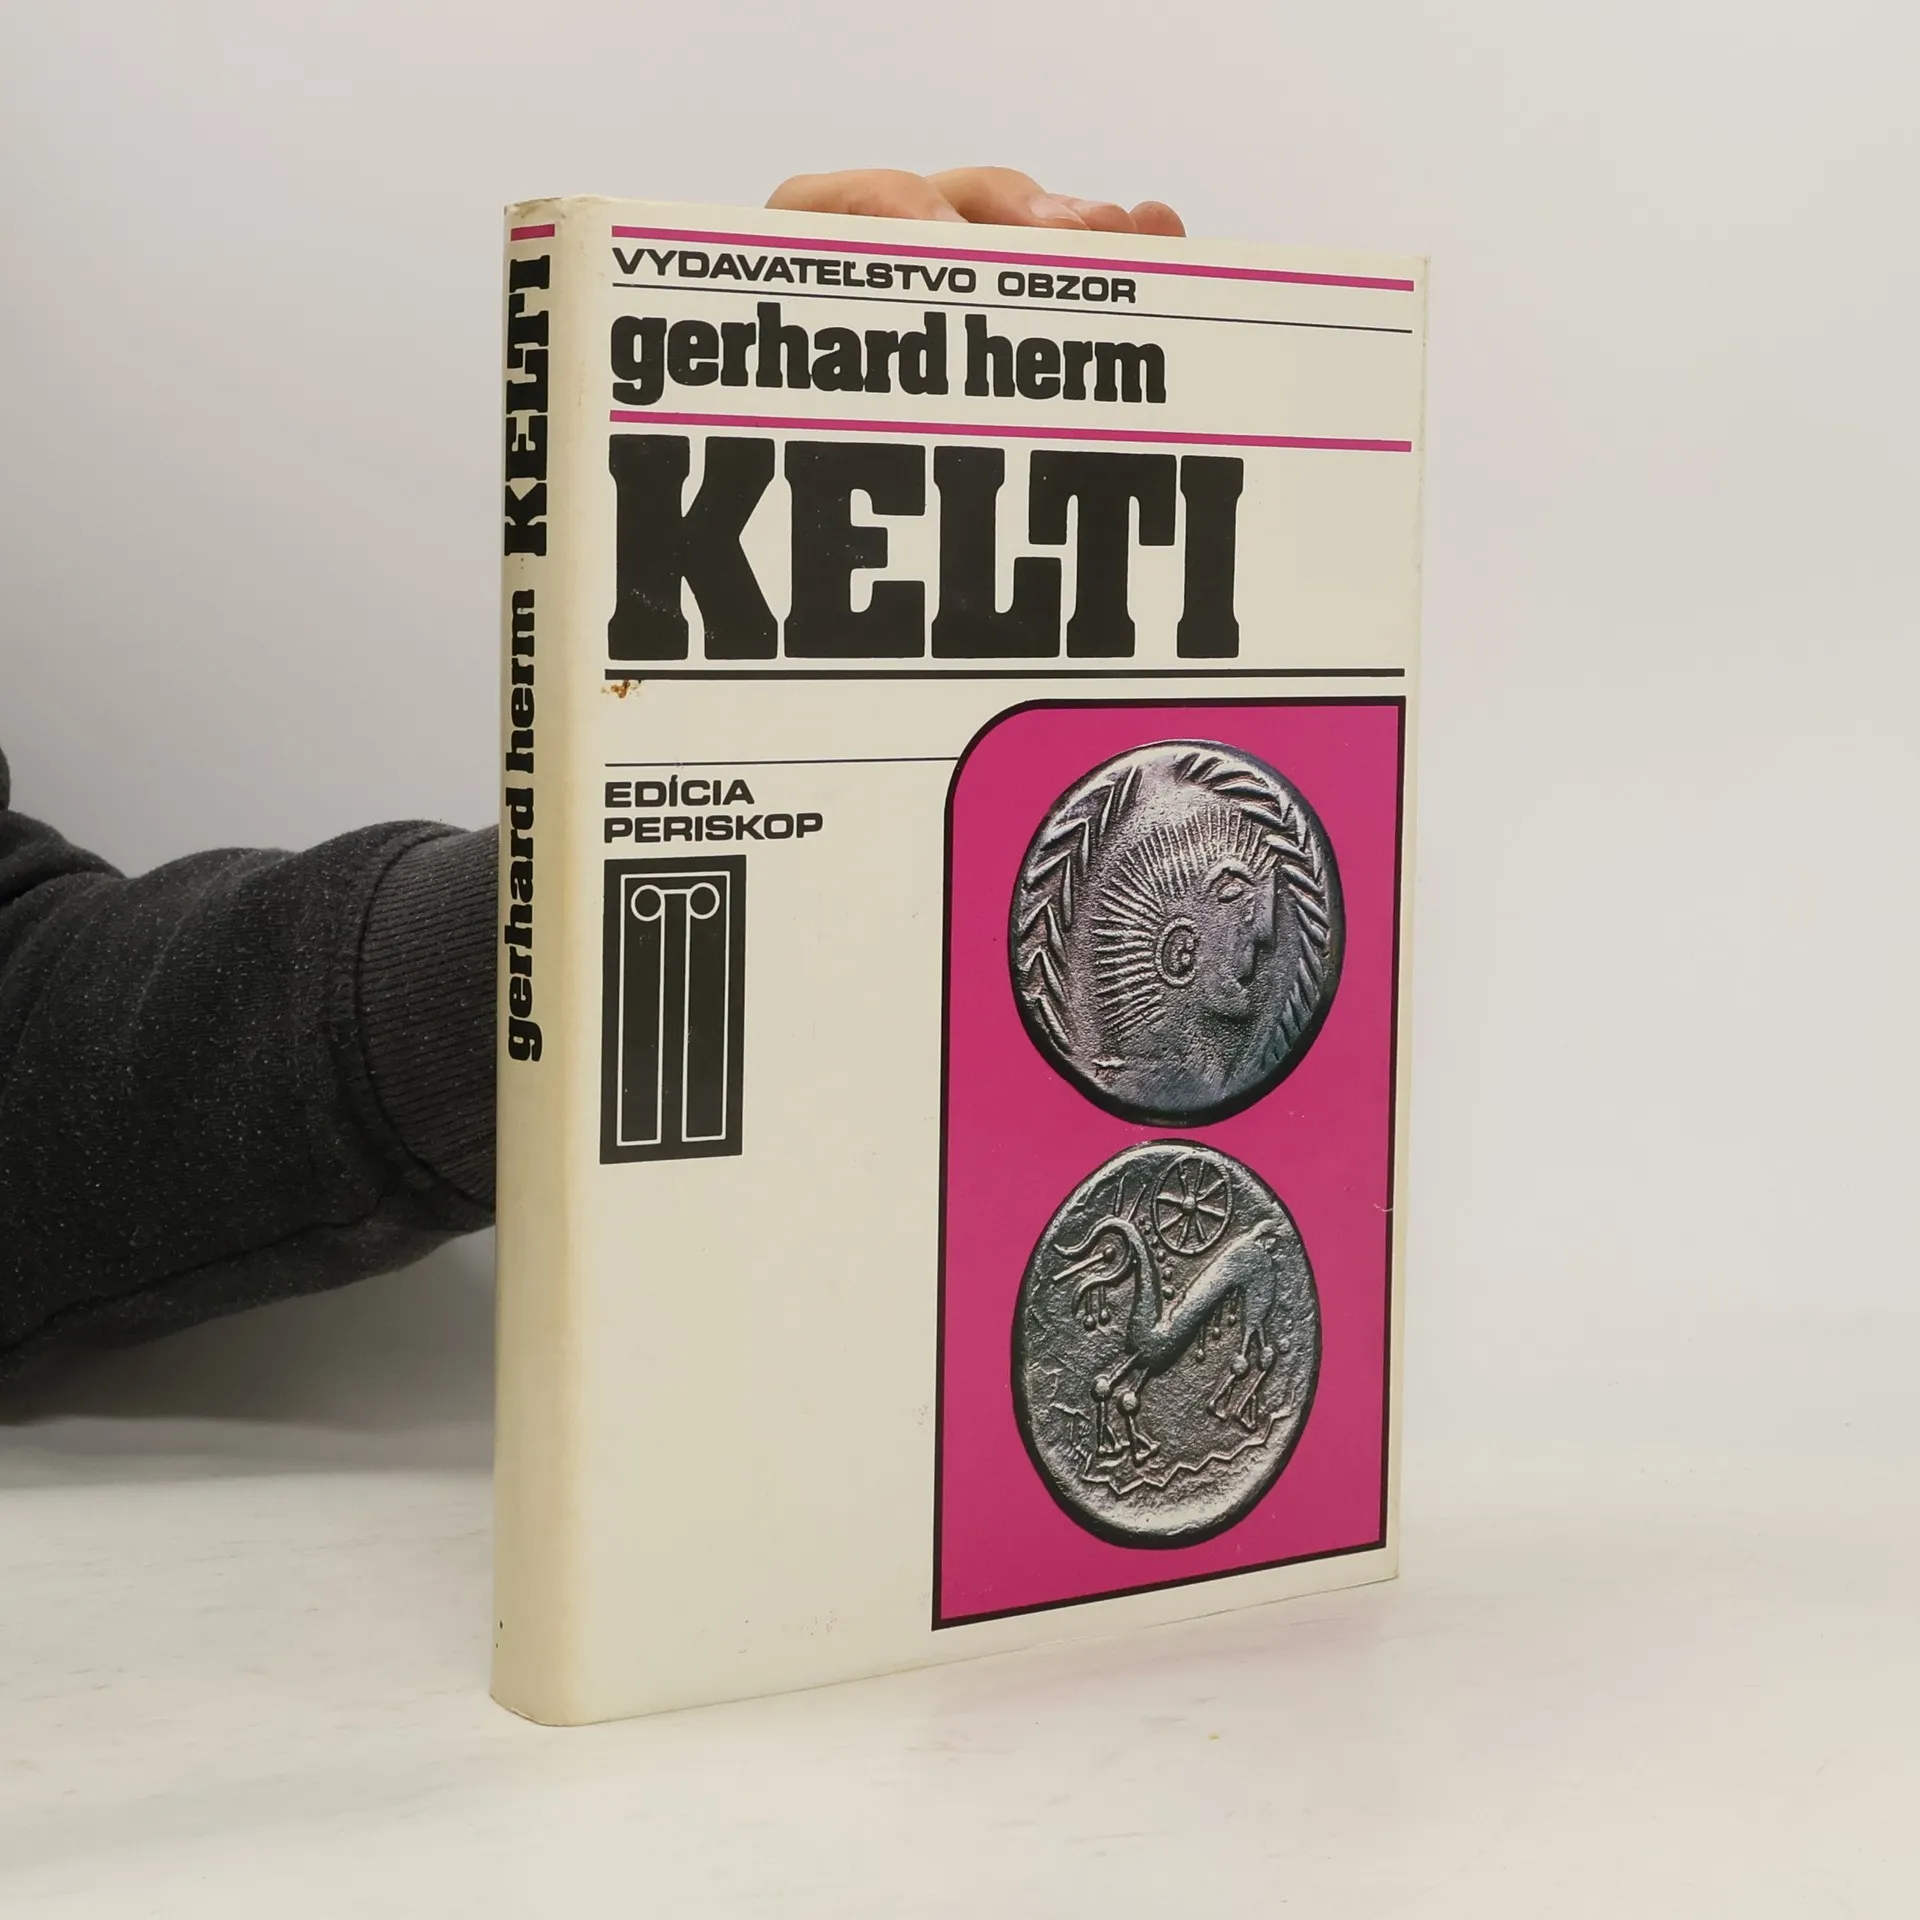 VYDAVATEĽSTVO OBZOR
gerhard herm
KELTI
EDÍCIA
PERISKOP
gerhard herm KELTI